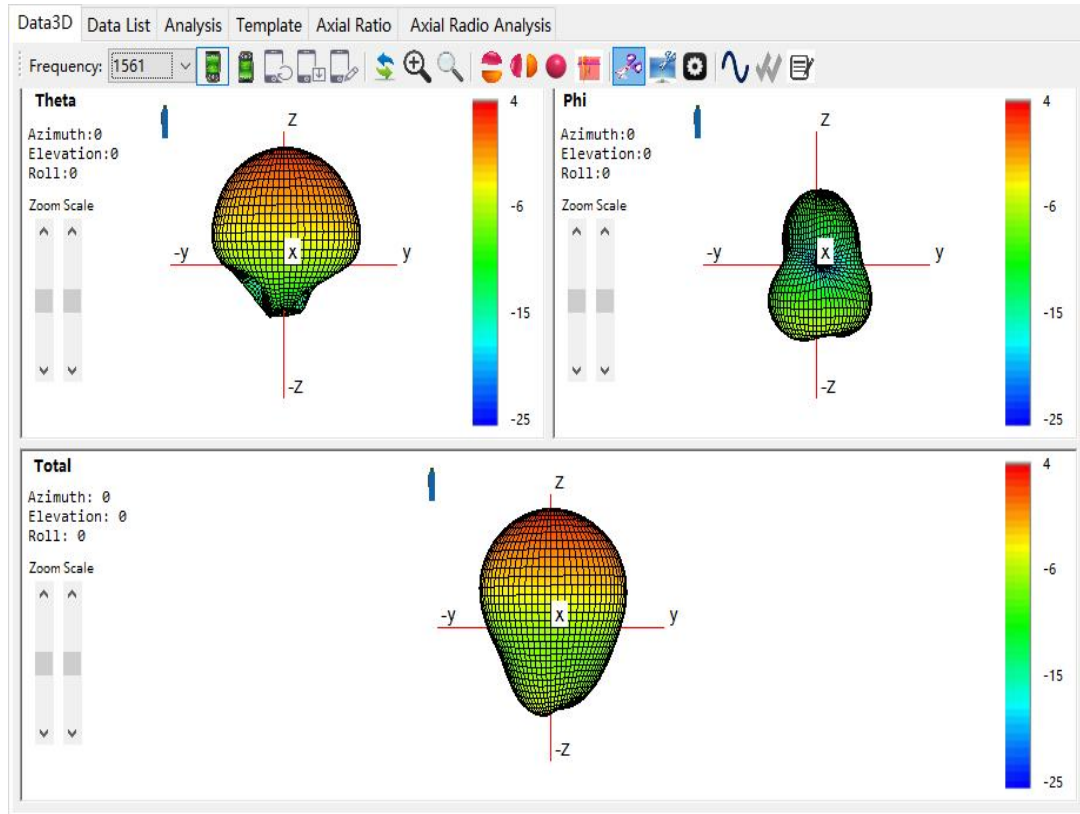 Data3D Data List Analysis Template Axial Ratio Axial Radio Analysis
Frequency: 1561
Theta
Azimuth:0
Elevation:0
Roll:0
Zoom Scale
Z
-y
X
y
-Z
4
-6
-15
-25
Phi
Azimuth:0
Elevation:0
Roll:0
Zoom Scale
Z
-y
X
y
-Z
4
-6
-15
-25
Total
Azimuth: 0
Elevation: 0
Roll: 0
Zoom Scale
Z
-y
X
y
-Z
4
-6
-15
-25